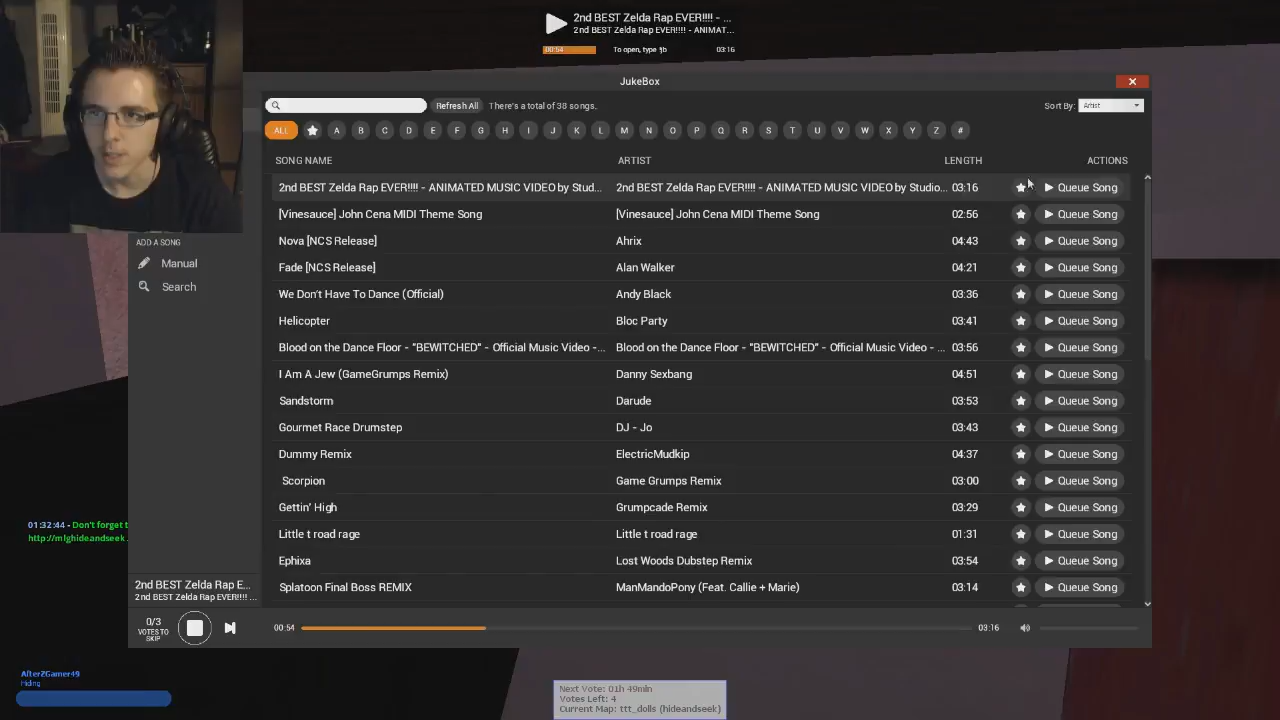 2nd BEST Zelda Rap EVER!!!! - ...
2nd BEST Zelda Rap EVER!!!! - ANIMAT...
00:54 To open, type !jb 03:16
JukeBox
Refresh All There's a total of 38 songs. Sort By: Artist
ALL A B C D E F G H I J K L M N O P Q R S T U V W X Y Z #
SONG NAME ARTIST LENGTH ACTIONS
2nd BEST Zelda Rap EVER!!!! - ANIMATED MUSIC VIDEO by Stud... 2nd BEST Zelda Rap EVER!!!! - ANIMATED MUSIC VIDEO by Studio... 03:16 Queue Song
[Vinesauce] John Cena MIDI Theme Song [Vinesauce] John Cena MIDI Theme Song 02:56 Queue Song
Nova [NCS Release] Ahrix 04:43 Queue Song
Fade [NCS Release] Alan Walker 04:21 Queue Song
We Don't Have To Dance (Official) Andy Black 03:36 Queue Song
Helicopter Bloc Party 03:41 Queue Song
Blood on the Dance Floor - "BEWITCHED" - Official Music Video -... Blood on the Dance Floor - "BEWITCHED" - Official Music Video - ... 03:56 Queue Song
I Am A Jew (GameGrumps Remix) Danny Sexbang 04:51 Queue Song
Sandstorm Darude 03:53 Queue Song
Gourmet Race Drumstep DJ - Jo 03:43 Queue Song
Dummy Remix ElectricMudkip 04:37 Queue Song
Scorpion Game Grumps Remix 03:00 Queue Song
Gettin' High Grumpcade Remix 03:29 Queue Song
Little t road rage Little t road rage 01:31 Queue Song
Ephixa Lost Woods Dubstep Remix 03:54 Queue Song
Splatoon Final Boss REMIX ManMandoPony (Feat. Callie + Marie) 03:14 Queue Song
ADD A SONG
Manual
Search
01:32:44 - Don't forget t
http://mlghideandseek.
2nd BEST Zelda Rap E...
2nd BEST Zelda Rap EVER!!!! - ...
0/3
VOTES TO
SKIP
00:54 03:16
AfterZGamer49
Hiding
Next Vote: 01h 49min
Votes Left: 4
Current Map: ttt_dolls (hideandseek)